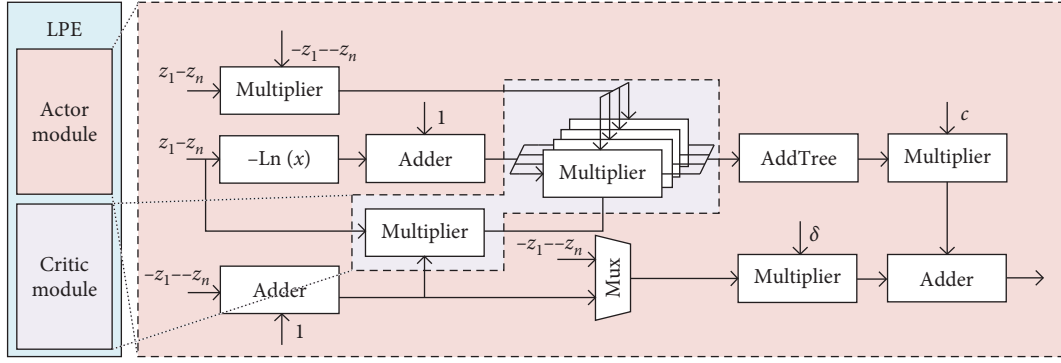 LPE
Actor
module
Critic
module
−z₁-−zₙ
z₁−zₙ
Multiplier
z₁−zₙ
−Ln (x)
1
Adder
Multiplier
AddTree
c
Multiplier
Multiplier
−z₁-−zₙ
Mux
−z₁-−zₙ
Adder
1
δ
Multiplier
Adder